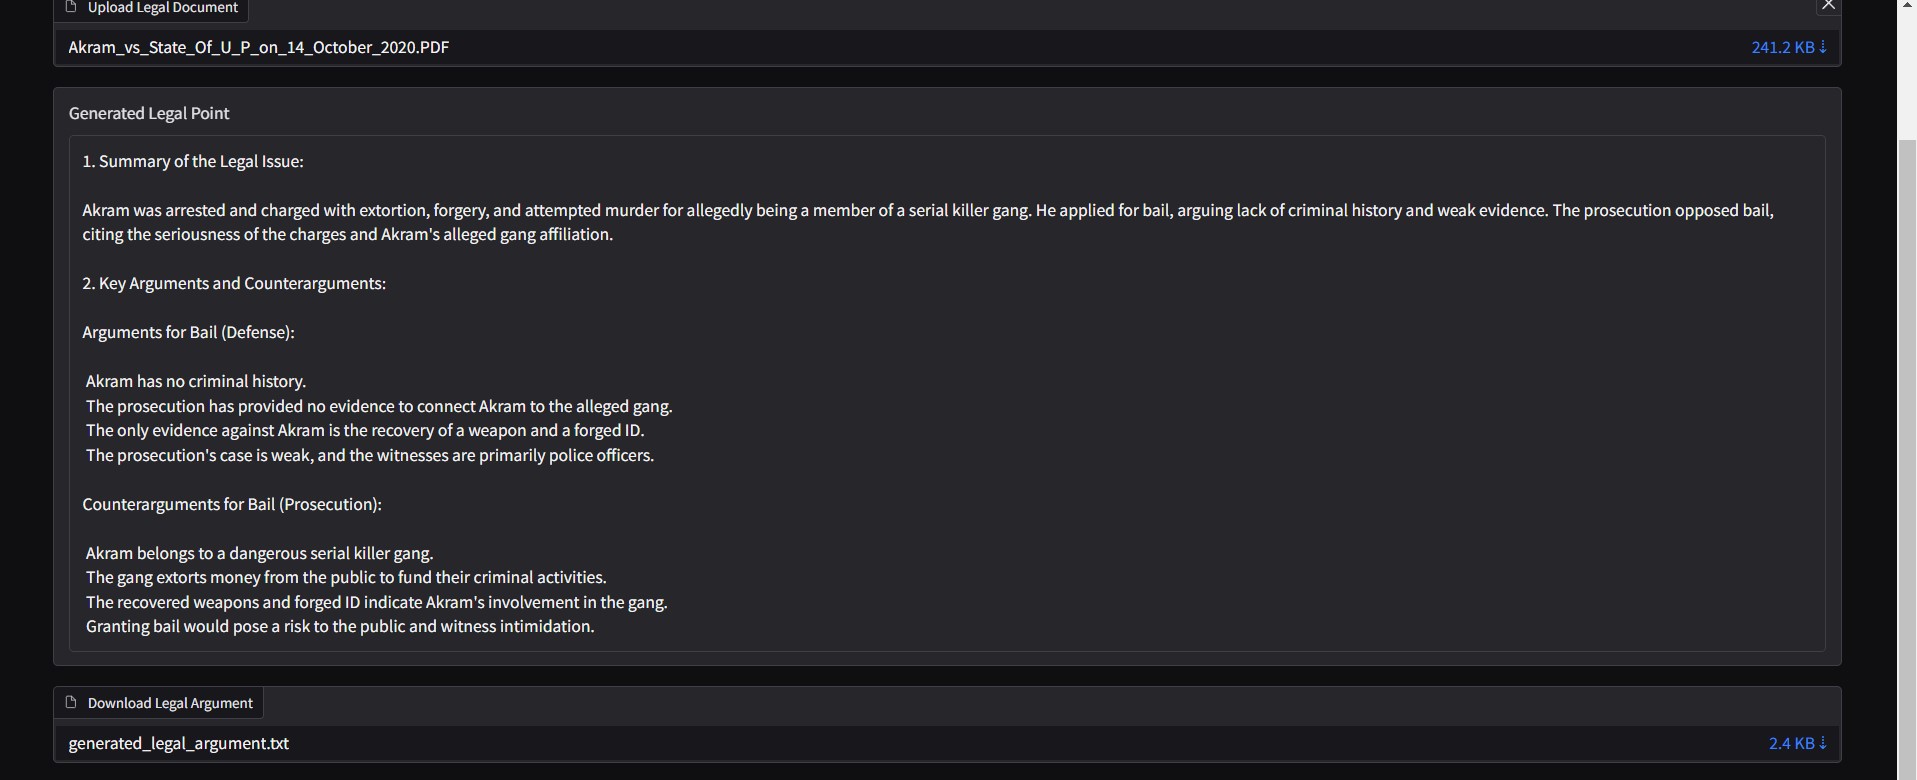 Upload Legal Document
Akram_vs_State_Of_U_P_on_14_October_2020.PDF
241.2 KB ⇣
Generated Legal Point
1. Summary of the Legal Issue:
Akram was arrested and charged with extortion, forgery, and attempted murder for allegedly being a member of a serial killer gang. He applied for bail, arguing lack of criminal history and weak evidence. The prosecution opposed bail,
citing the seriousness of the charges and Akram's alleged gang affiliation.
2. Key Arguments and Counterarguments:
Arguments for Bail (Defense):
Akram has no criminal history.
The prosecution has provided no evidence to connect Akram to the alleged gang.
The only evidence against Akram is the recovery of a weapon and a forged ID.
The prosecution's case is weak, and the witnesses are primarily police officers.
Counterarguments for Bail (Prosecution):
Akram belongs to a dangerous serial killer gang.
The gang extorts money from the public to fund their criminal activities.
The recovered weapons and forged ID indicate Akram's involvement in the gang.
Granting bail would pose a risk to the public and witness intimidation.
Download Legal Argument
generated_legal_argument.txt
2.4 KB ⇣